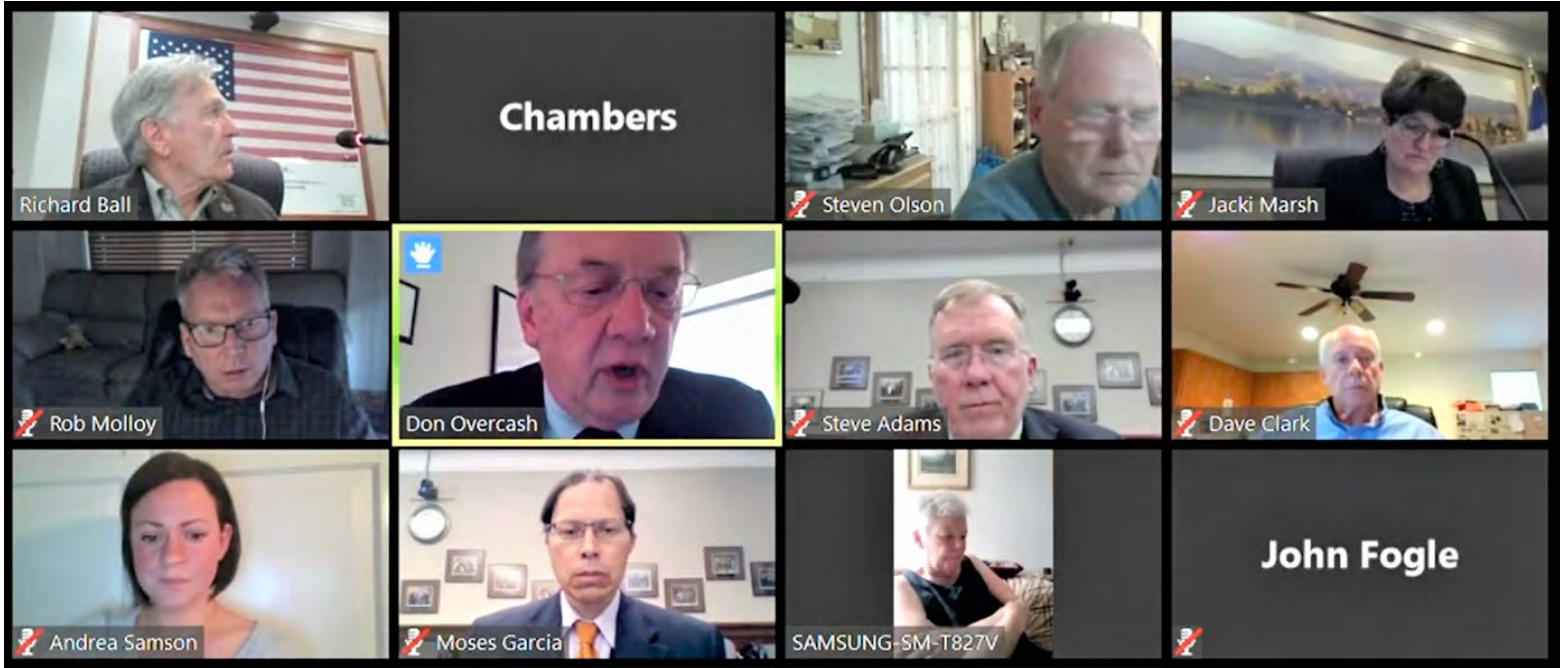 Richard Ball
Chambers
Steven Olson
Jacki Marsh
Rob Molloy
Don Overcash
Steve Adams
Dave Clark
Andrea Samson
Moses Garcia
SAMSUNG-SM-T827V
John Fogle